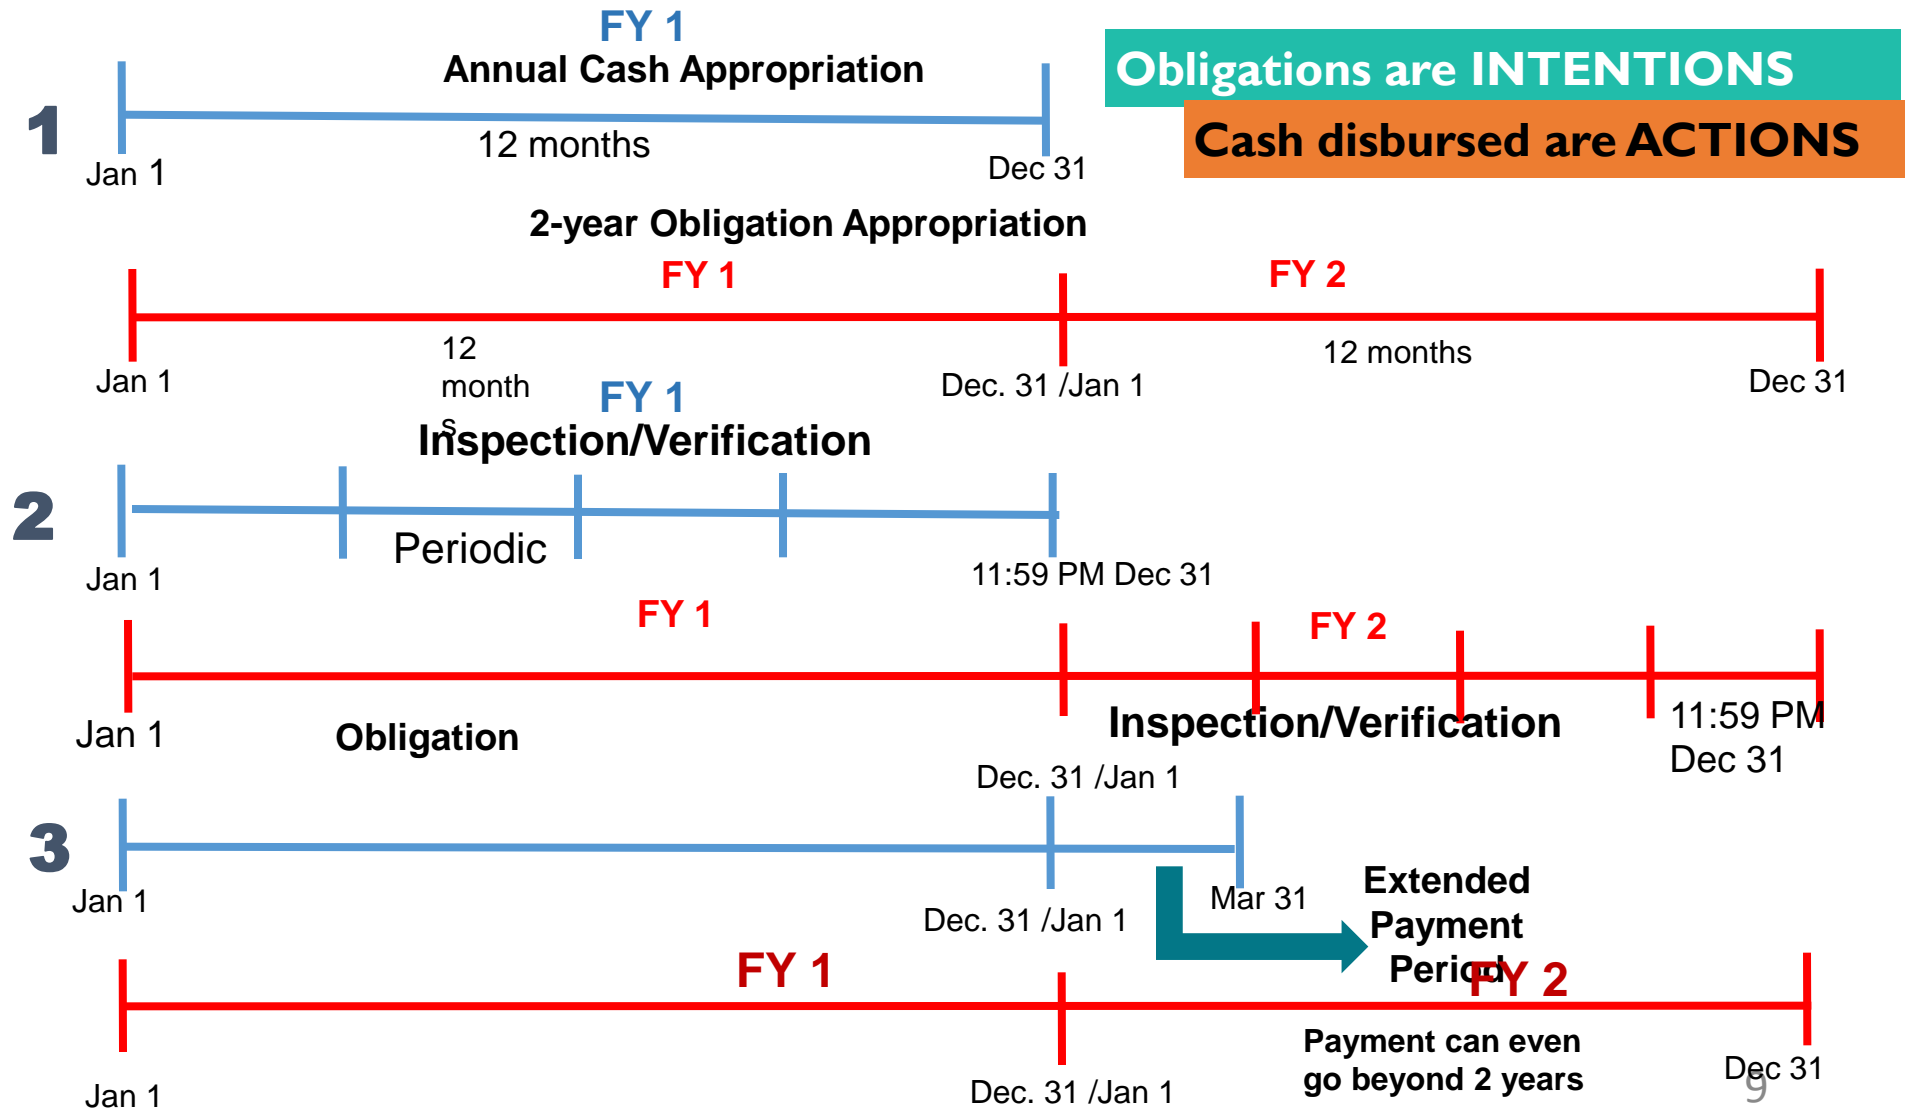 FY 1
Annual Cash Appropriation
Obligations are INTENTIONS
Cash disbursed are ACTIONS
1
12 months
Jan 1
Dec 31
2-year Obligation Appropriation
FY 1
FY 2
12
month
s
12 months
Jan 1
Dec. 31 /Jan 1
Dec 31
FY 1
Inspection/Verification
2
Periodic
Jan 1
11:59 PM Dec 31
FY 1
FY 2
Jan 1
Obligation
Inspection/Verification
11:59 PM
Dec 31
Dec. 31 /Jan 1
3
Jan 1
Dec. 31 /Jan 1
Mar 31
Extended
Payment
Period
FY 1
FY 2
Payment can even
go beyond 2 years
Jan 1
Dec. 31 /Jan 1
Dec 31
9